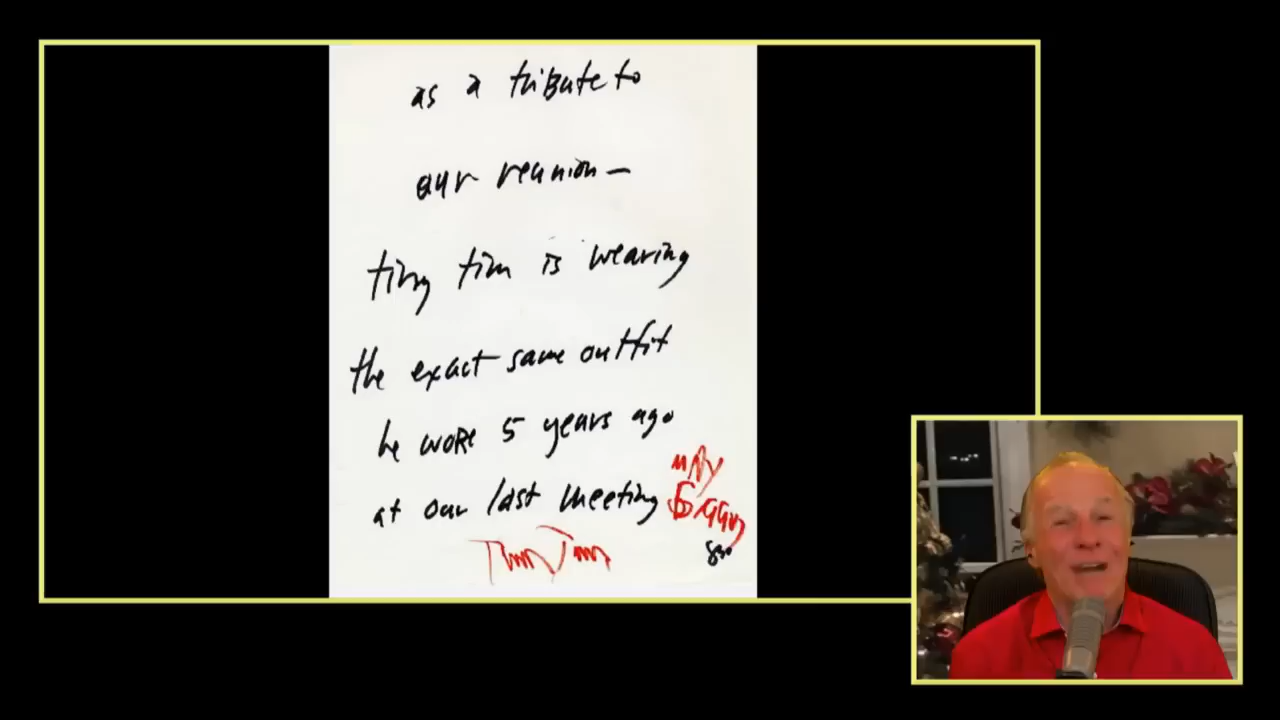 as a tribute to
our reunion—
tiny tim is wearing
the exact same outfit
he wore 5 years ago
at our last meeting